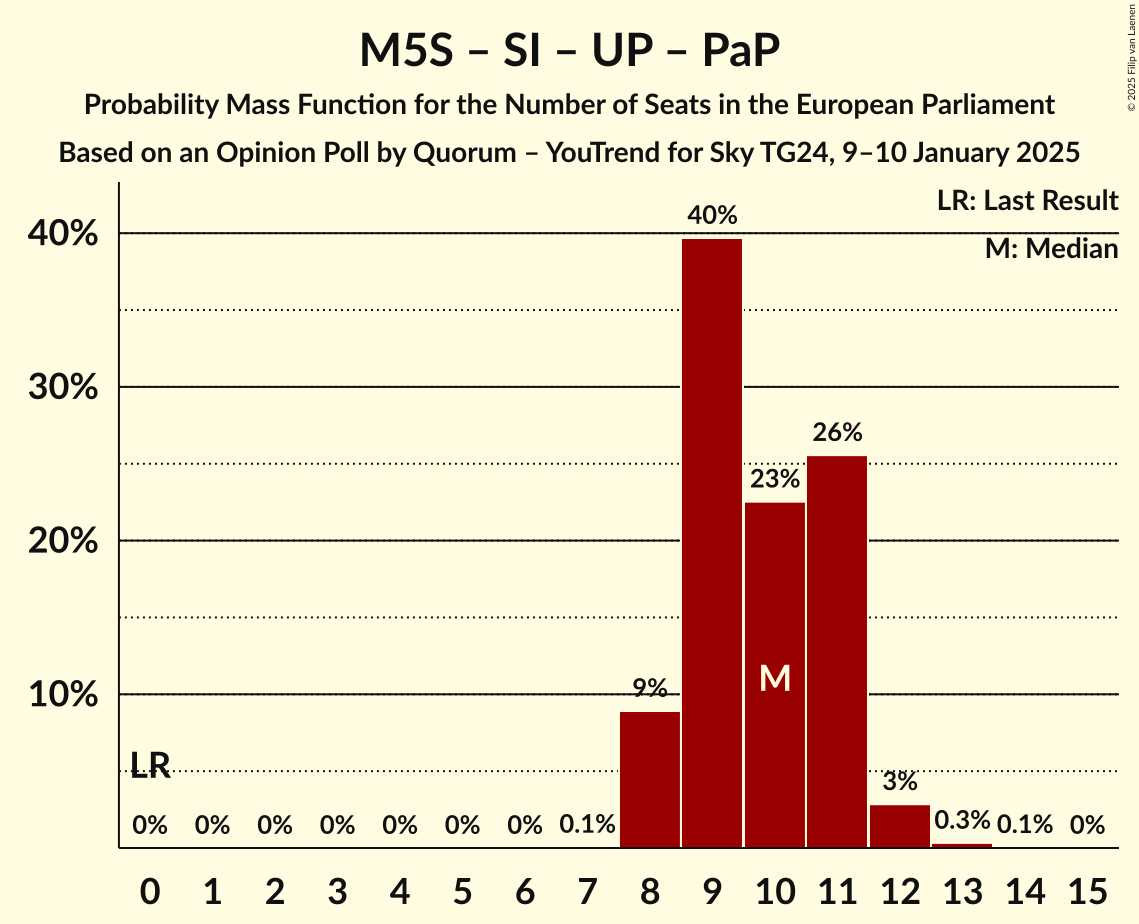 M5S – SI – UP – PaP
Probability Mass Function for the Number of Seats in the European Parliament
Based on an Opinion Poll by Quorum – YouTrend for Sky TG24, 9–10 January 2025
© 2025 Filip van Laenen
LR: Last Result
M: Median
40%
30%
20%
10%
40%
26%
23%
9%
3%
M
LR
0% 0% 0% 0% 0% 0% 0% 0.1% 0.3% 0.1% 0%
0 1 2 3 4 5 6 7 8 9 10 11 12 13 14 15